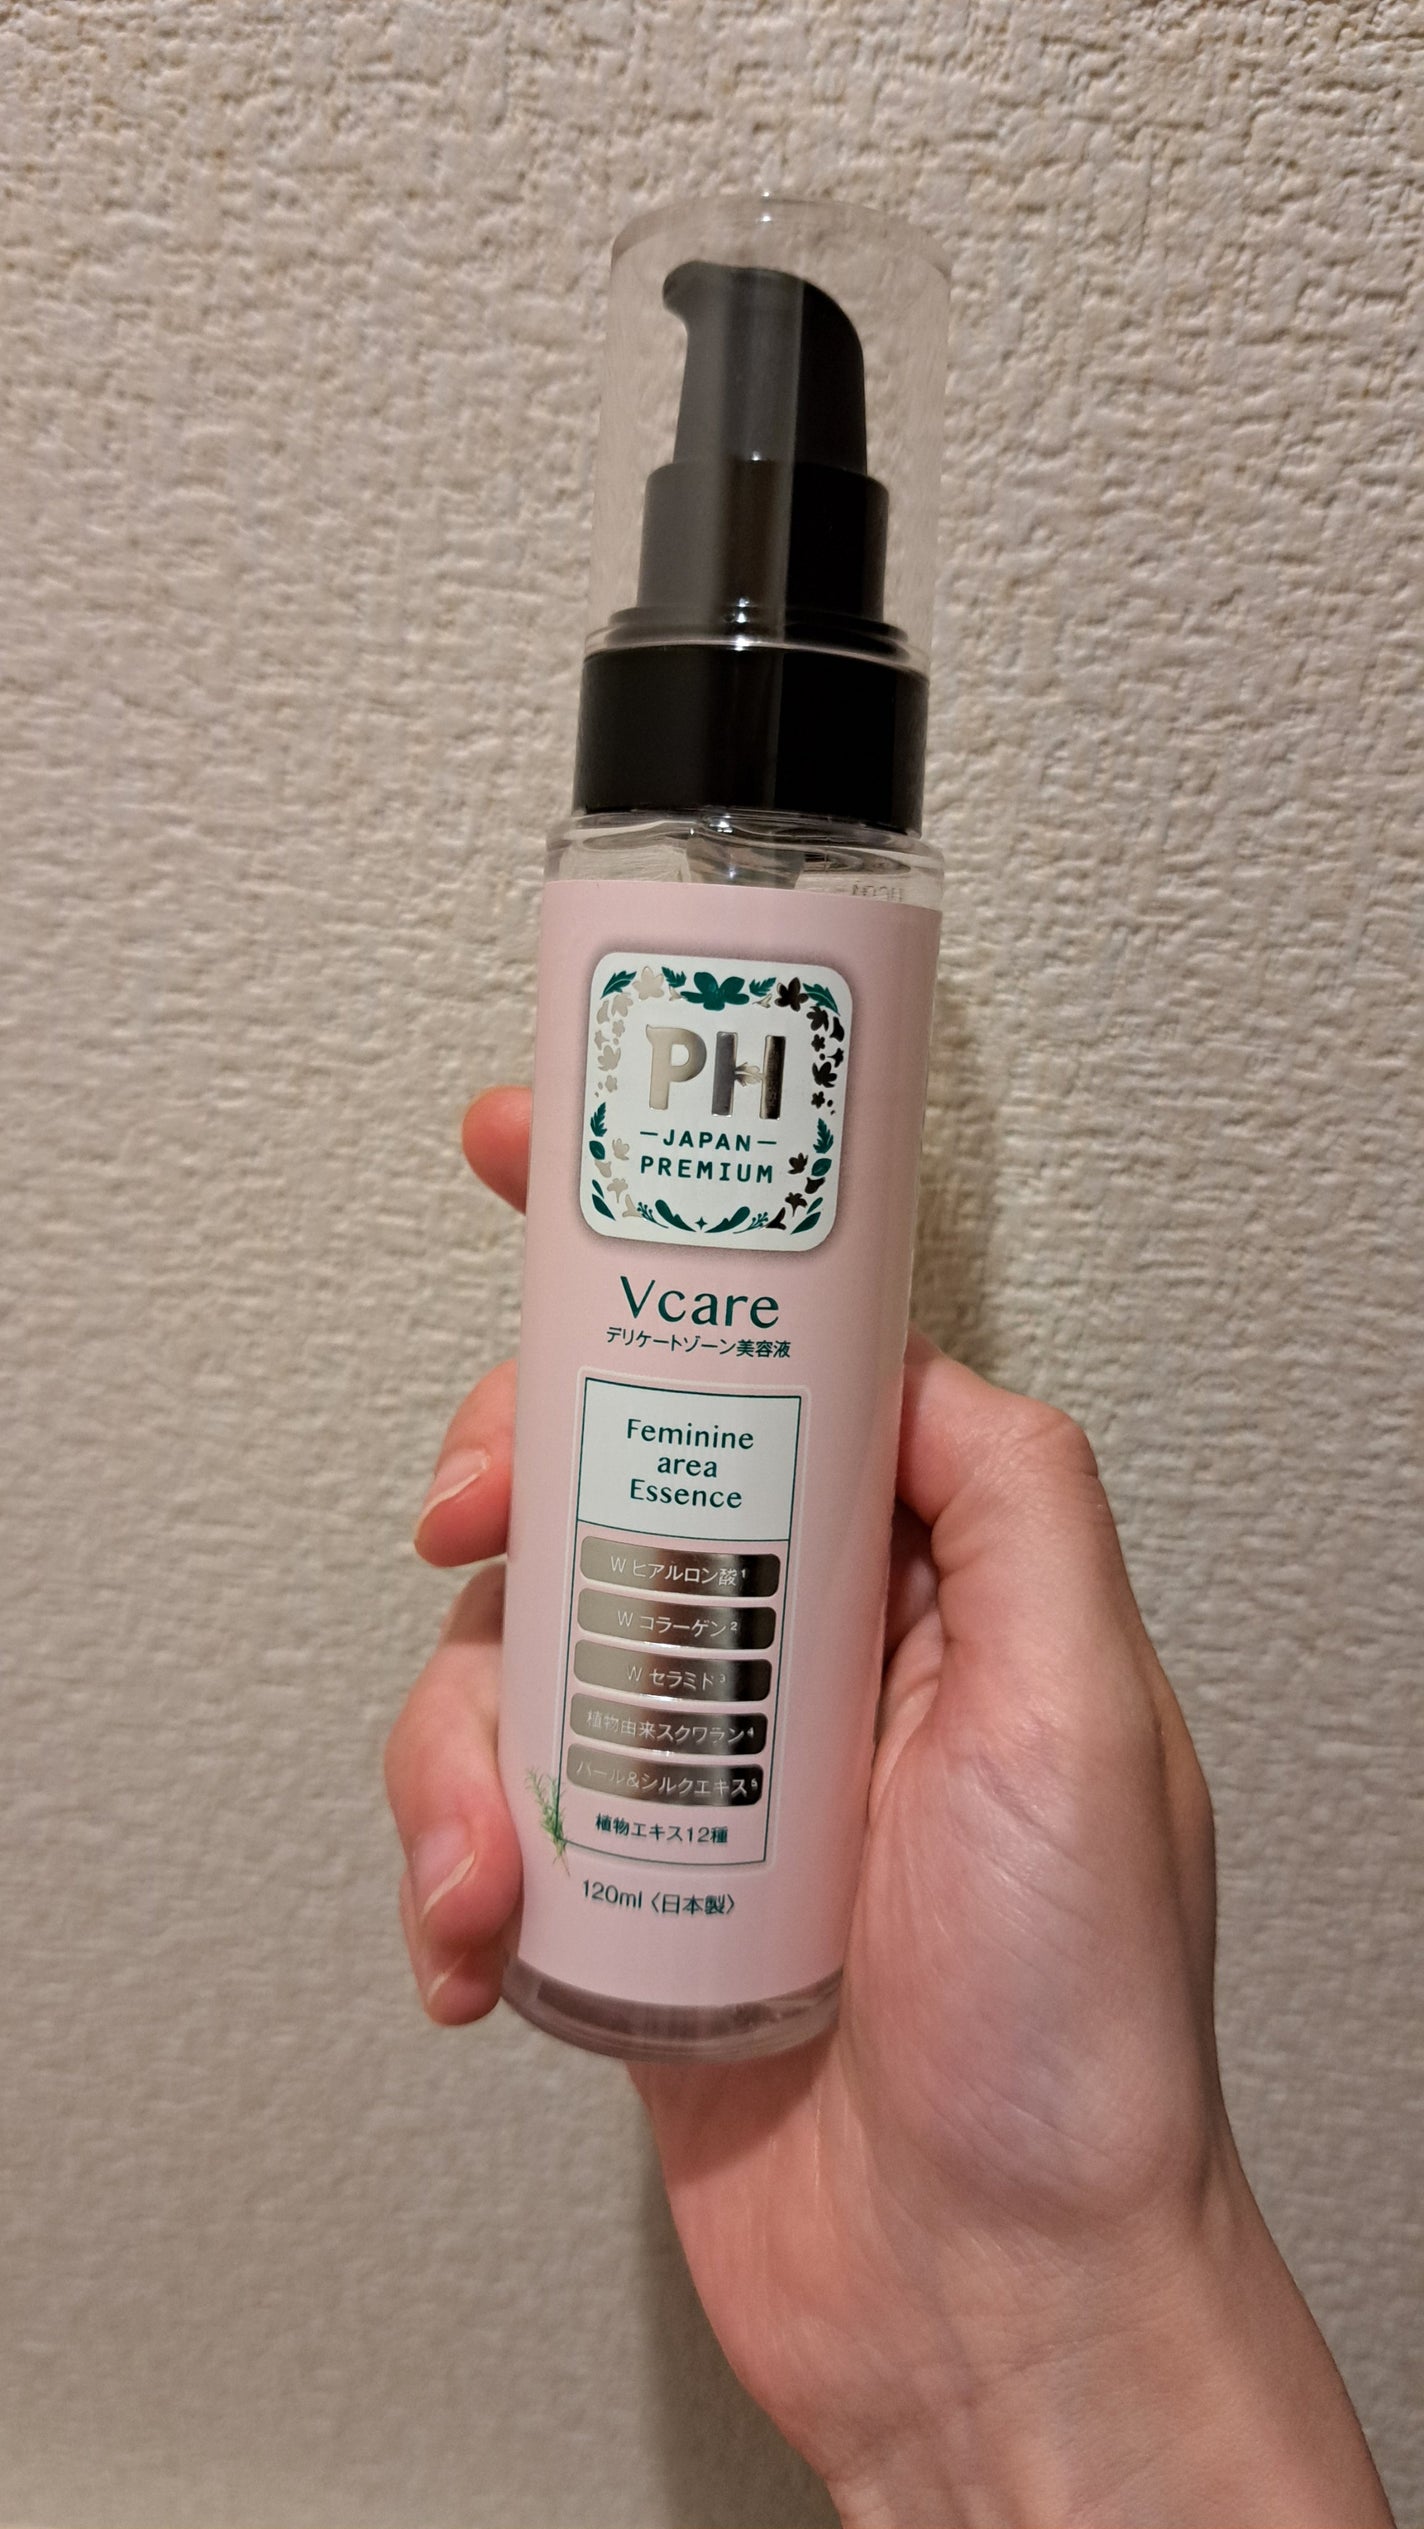 PH
JAPAN
PREMIUM
Vcare
デリケートゾーン美容液
Feminine
area
Essence
W ヒアルロン酸¹
W コラーゲン²
W セラミド³
植物由来スクワラン⁴
パール&シルクエキス⁵
植物エキス12種
120ml〈日本製〉